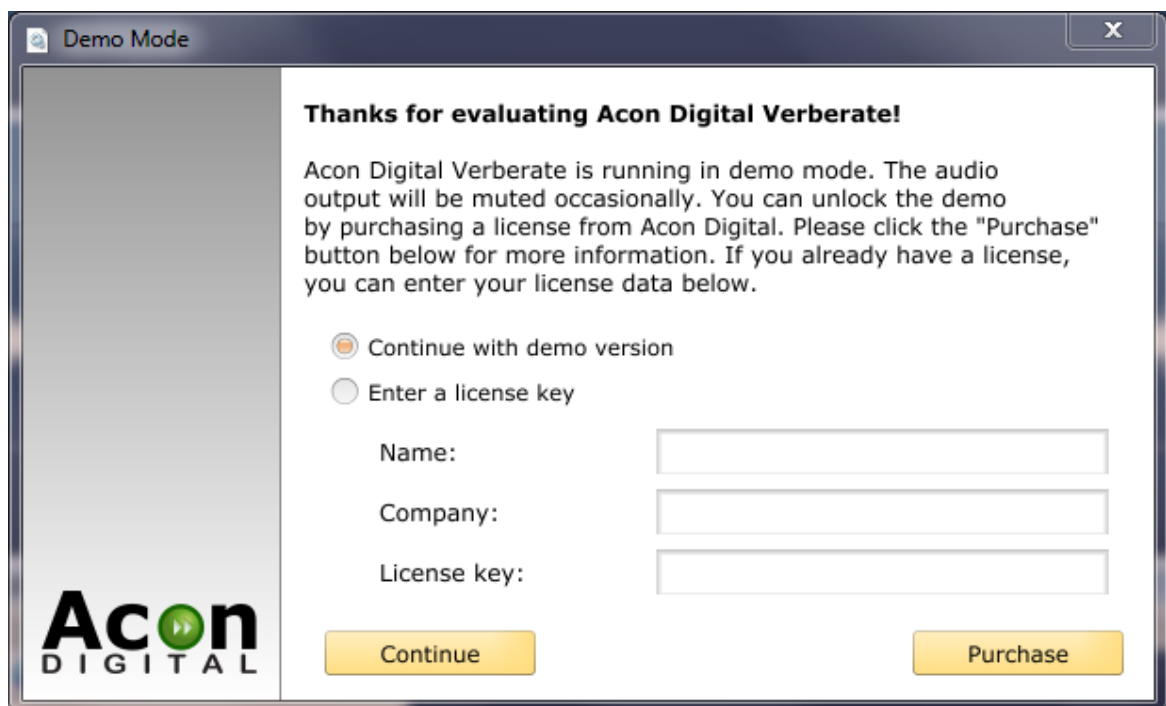 Demo Mode
X
Thanks for evaluating Acon Digital Verberate!
Acon Digital Verberate is running in demo mode. The audio
output will be muted occasionally. You can unlock the demo
by purchasing a license from Acon Digital. Please click the "Purchase"
button below for more information. If you already have a license,
you can enter your license data below.
Continue with demo version
Enter a license key
Name:
Company:
License key:
Acon
DIGITAL
Continue
Purchase